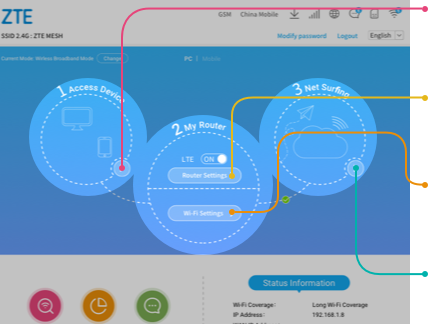 ZTE
GSM China Mobile
SSID 2.4G : ZTE MESH
Modify password Logout English
Current Mode Wireless Broadband Mode Change
PC | Mobile
1 Access Device
2 My Router
3 Net Surfing
LTE ON
Router Settings
Wi-Fi Settings
Status Information
Wi-Fi Coverage: Long Wi-Fi Coverage
IP Address: 192.168.1.8